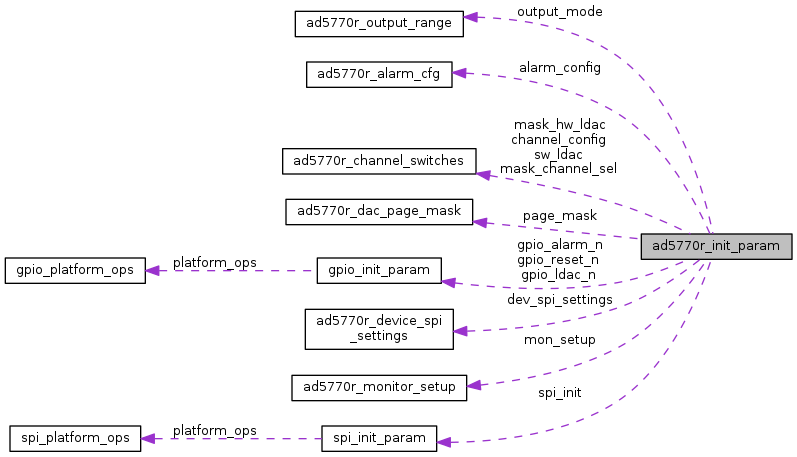 output_mode
ad5770r_output_range
alarm_config
ad5770r_alarm_cfg
mask_hw_ldac
channel_config
sw_ldac
mask_channel_sel
ad5770r_channel_switches
ad5770r_dac_page_mask
page_mask
ad5770r_init_param
gpio_alarm_n
gpio_reset_n
gpio_ldac_n
gpio_platform_ops
platform_ops
gpio_init_param
dev_spi_settings
ad5770r_device_spi
_settings
mon_setup
ad5770r_monitor_setup
spi_init
spi_platform_ops
platform_ops
spi_init_param